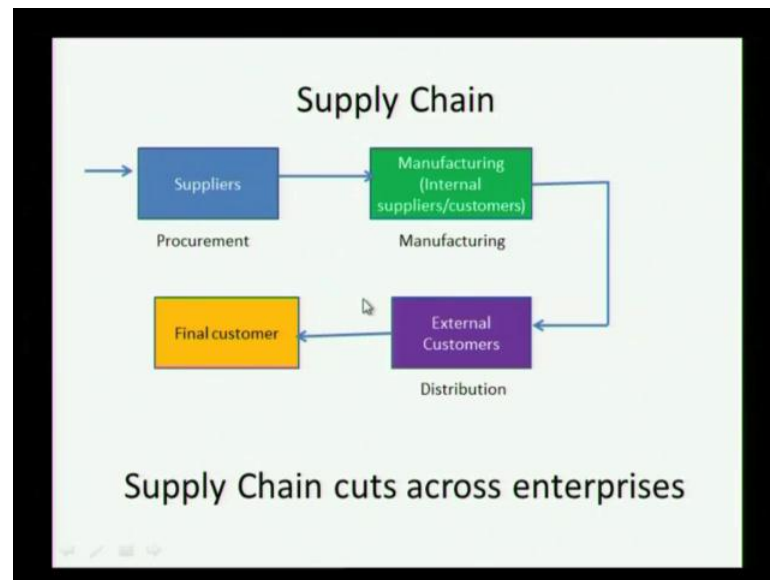 Supply Chain
Suppliers
Manufacturing
(Internal
suppliers/customers)
Procurement
Manufacturing
Final customer
External
Customers
Distribution
Supply Chain cuts across enterprises